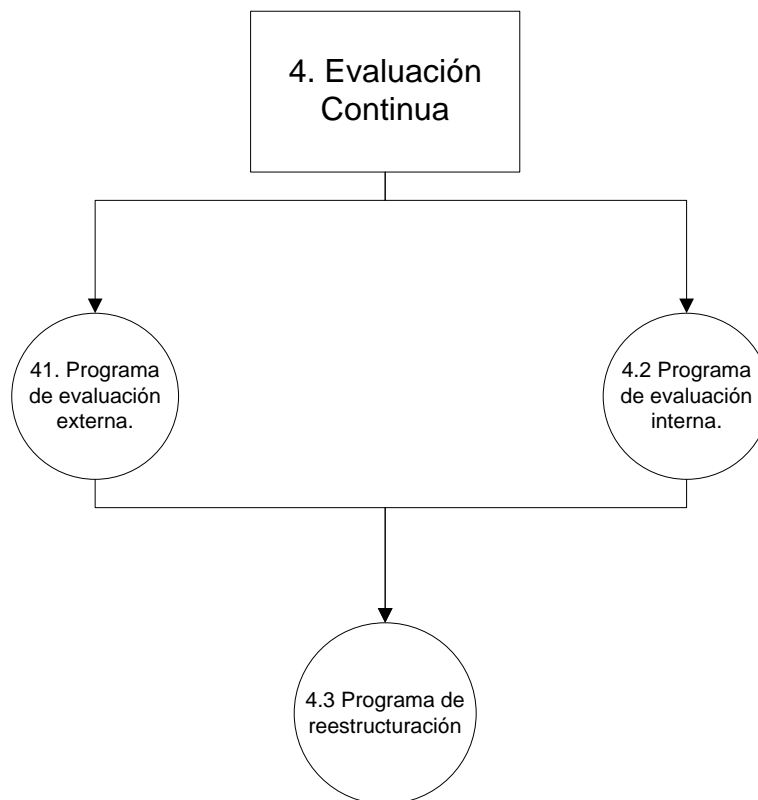 4. Evaluación
Continua
41. Programa
de evaluación
externa.
4.2 Programa
de evaluación
interna.
4.3 Programa de
reestructuración